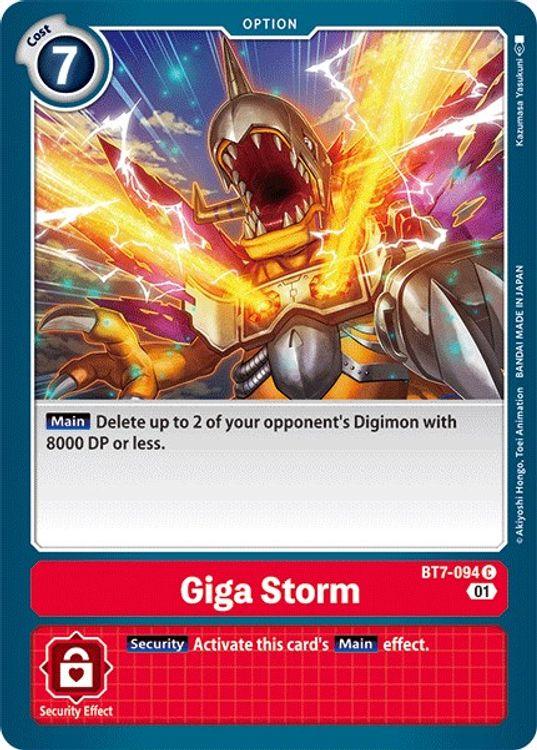 OPTION
Cost
7
Kazumasa Yasukuni
BANDAI MADE IN JAPAN
© Akiyoshi Hongo, Toei Animation
Main Delete up to 2 of your opponent's Digimon with
8000 DP or less.
BT7-094 C
Giga Storm
01
Security Activate this card's Main effect.
Security Effect